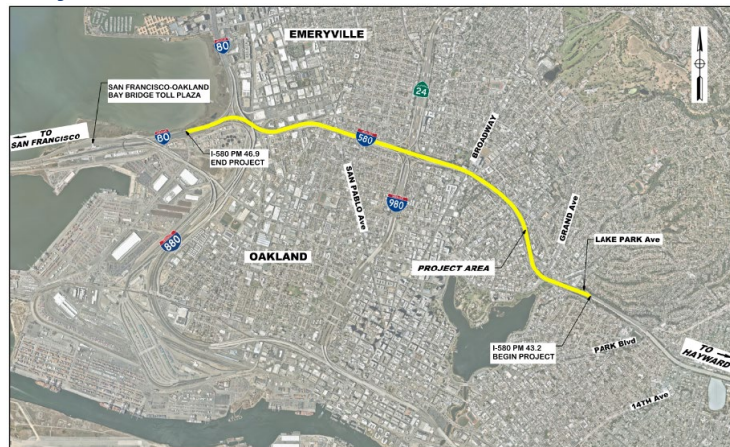 EMERYVILLE
80
SAN FRANCISCO-OAKLAND
BAY BRIDGE TOLL PLAZA
24
TO
SAN FRANCISCO
80
I-580 PM 46.9
END PROJECT
580
BROADWAY
SAN PABLO Ave
980
GRAND Ave
880
OAKLAND
PROJECT AREA
LAKE PARK Ave
I-580 PM 43.2
BEGIN PROJECT
PARK Blvd
TO
HAYWARD
14TH Ave